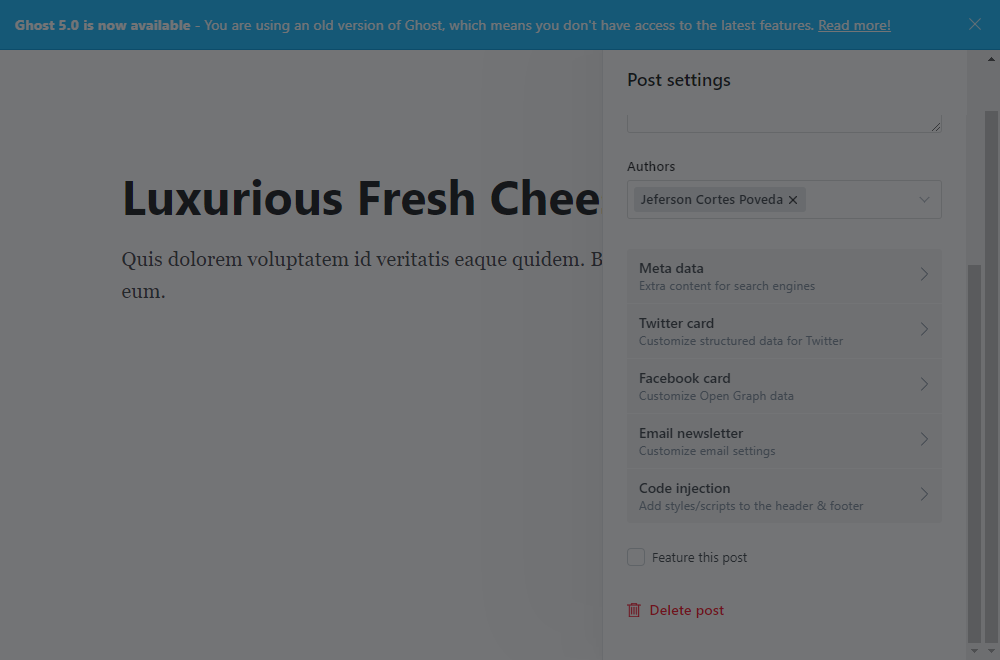 Ghost 5.0 is now available - You are using an old version of Ghost, which means you don't have access to the latest features. Read more!
Post settings
Luxurious Fresh Chee
Quis dolorem voluptatem id veritatis eaque quidem. B
eum.
Authors
Jeferson Cortes Poveda
Meta data
Extra content for search engines
Twitter card
Customize structured data for Twitter
Facebook card
Customize Open Graph data
Email newsletter
Customize email settings
Code injection
Add styles/scripts to the header & footer
Feature this post
Delete post